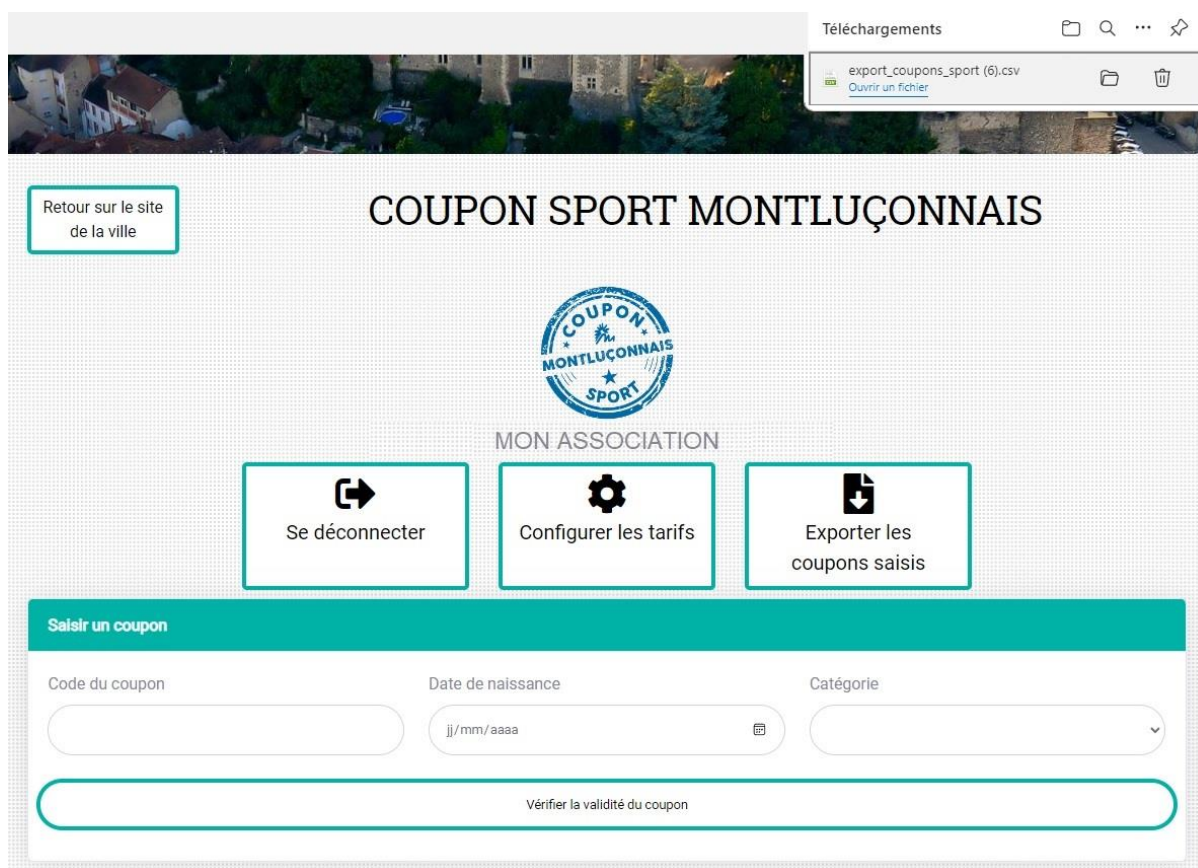 Téléchargements
export_coupons_sport (6).csv
Ouvrir un fichier
Retour sur le site
de la ville
COUPON SPORT MONTLUÇONNAIS
COUPON
MONTLUÇONNAIS
SPORT
MON ASSOCIATION
Se déconnecter
Configurer les tarifs
Exporter les
coupons saisis
Saisir un coupon
Code du coupon
Date de naissance
Catégorie
jj/mm/aaaa
Vérifier la validité du coupon